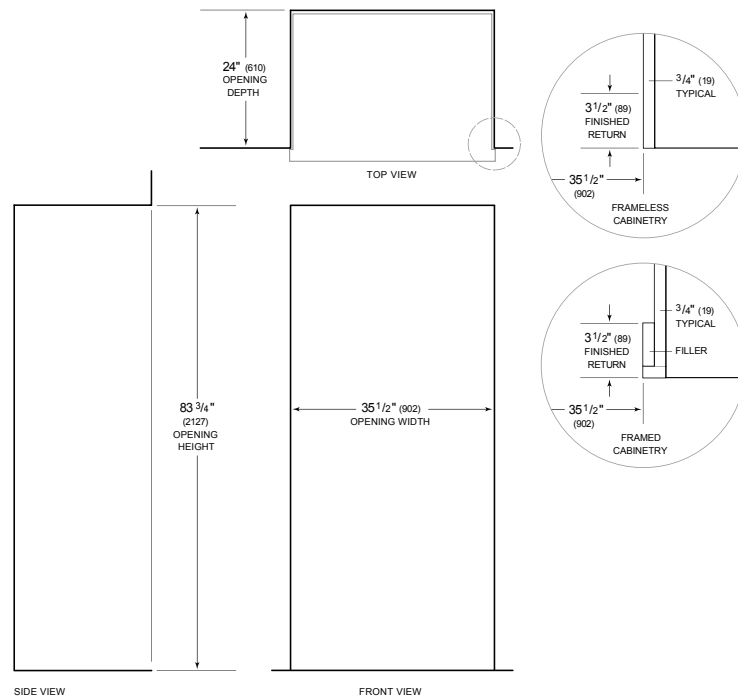 24" (610)
OPENING
DEPTH
TOP VIEW
3/4" (19)
TYPICAL
3 1/2" (89)
FINISHED
RETURN
35 1/2"
(902)
FRAMELESS
CABINETRY
3/4" (19)
TYPICAL
3 1/2" (89)
FINISHED
RETURN
FILLER
35 1/2"
(902)
FRAMED
CABINETRY
83 3/4"
(2127)
OPENING
HEIGHT
35 1/2" (902)
OPENING WIDTH
SIDE VIEW
FRONT VIEW